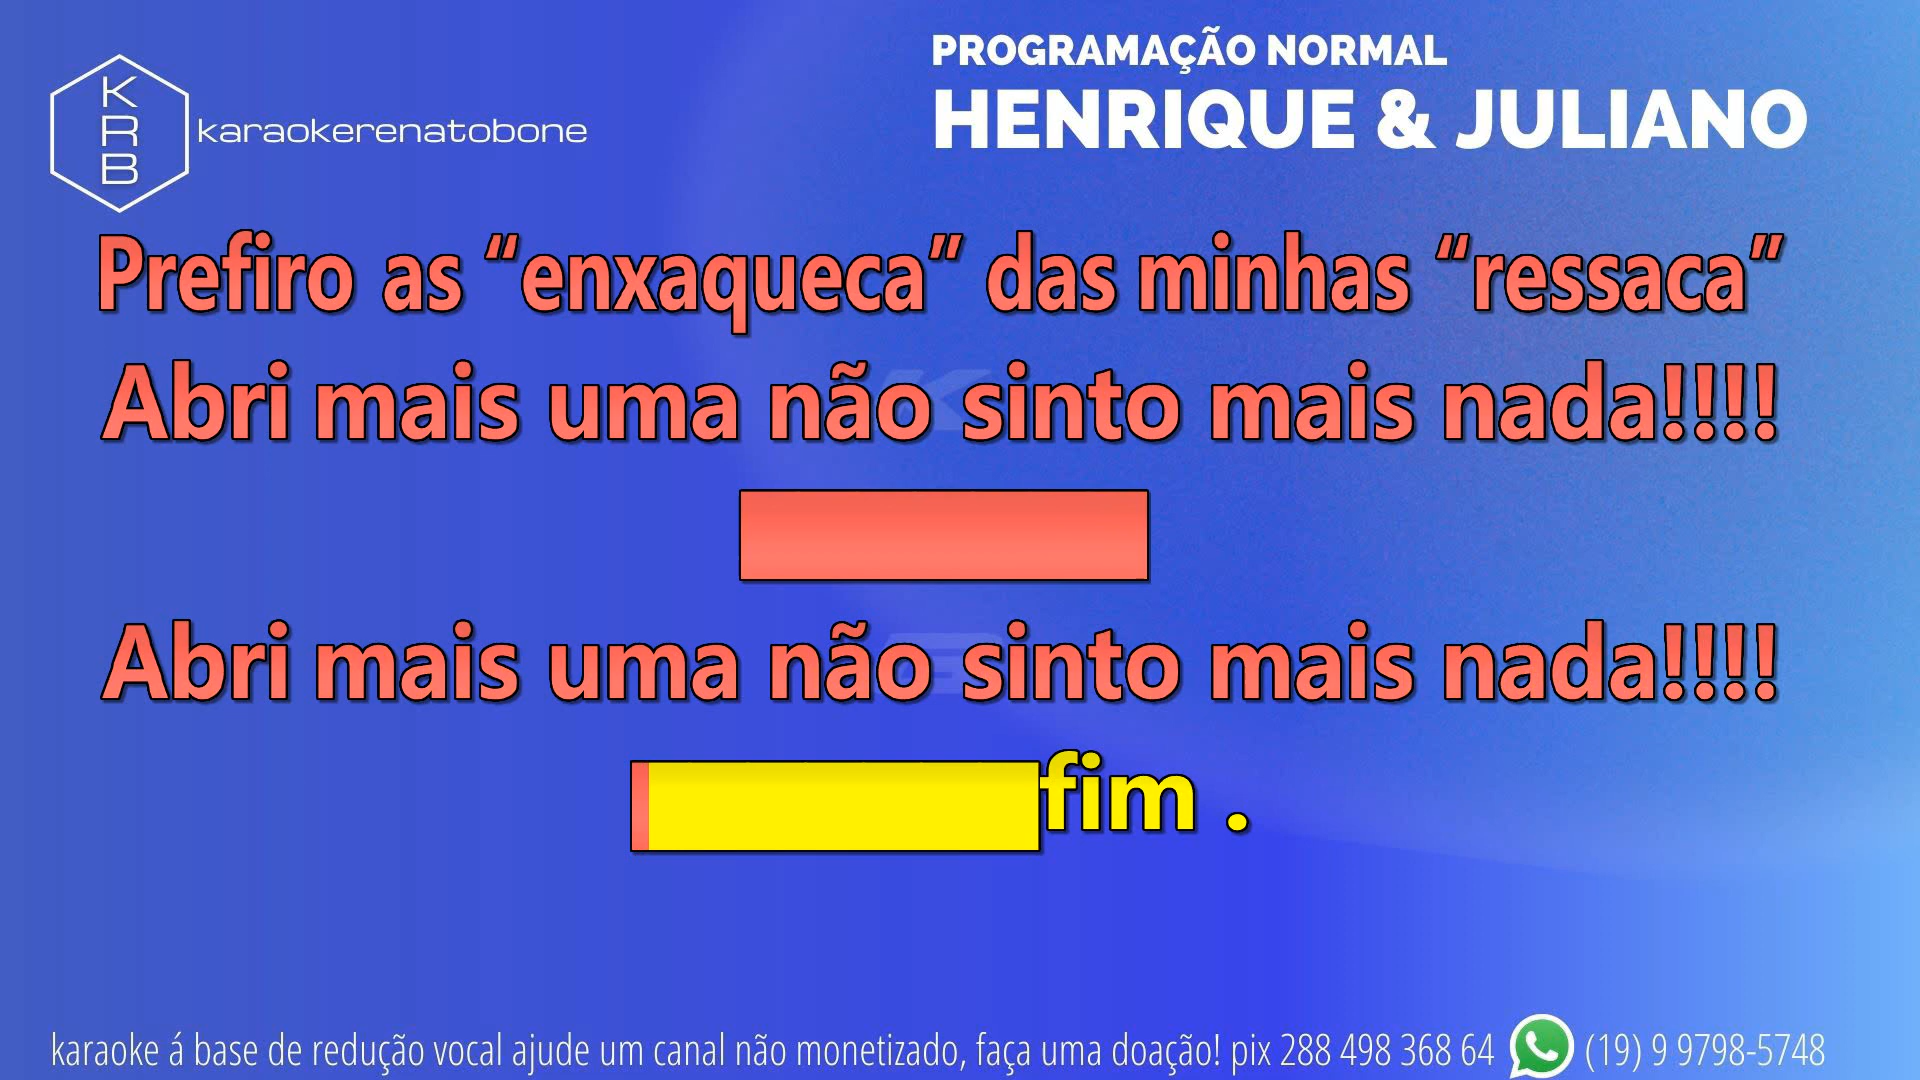 PROGRAMAÇÃO NORMAL
HENRIQUE & JULIANO
KRB
karaokerenatobone
Prefiro as “enxaqueca” das minhas “ressaca”
Abri mais uma não sinto mais nada!!!!
Abri mais uma não sinto mais nada!!!!
fim .
karaoke á base de redução vocal ajude um canal não monetizado, faça uma doação! pix 288 498 368 64 (19) 9 9798-5748